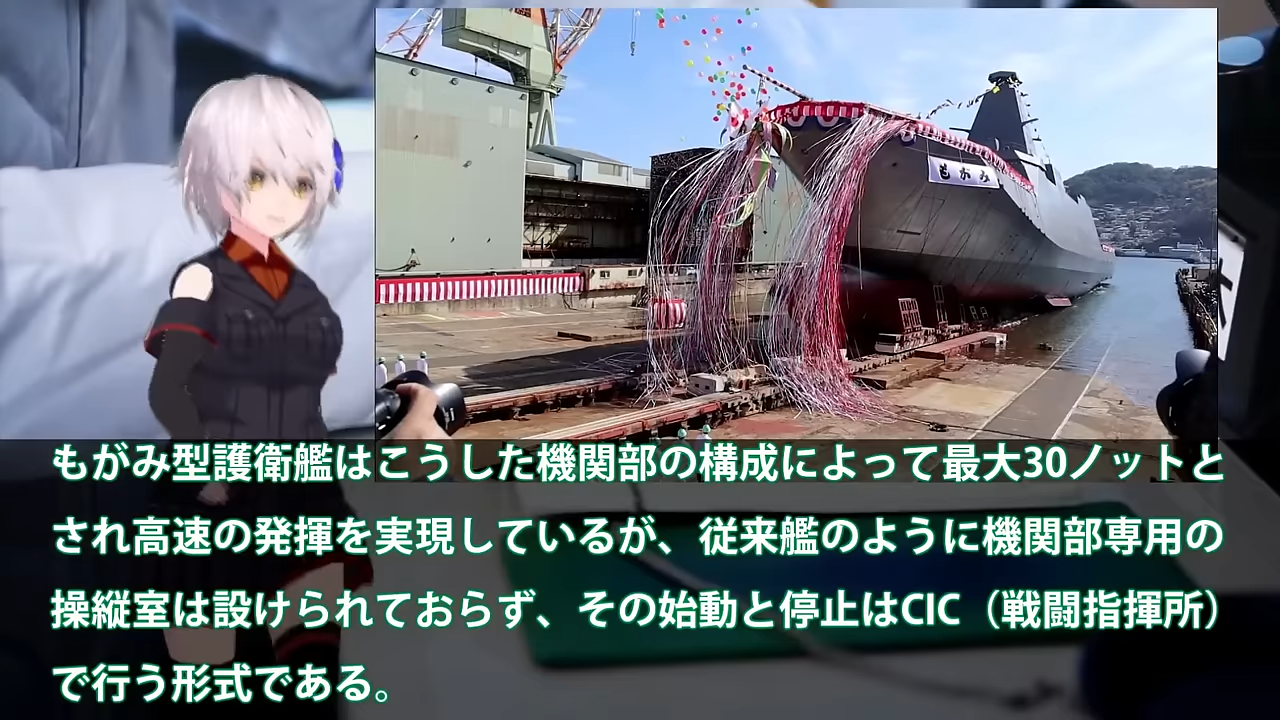 もがみ
もがみ型護衛艦はこうした機関部の構成によって最大30ノットと
され高速の発揮を実現しているが、従来艦のように機関部専用の
操縦室は設けられておらず、その始動と停止はCIC（戦闘指揮所）
で行う形式である。